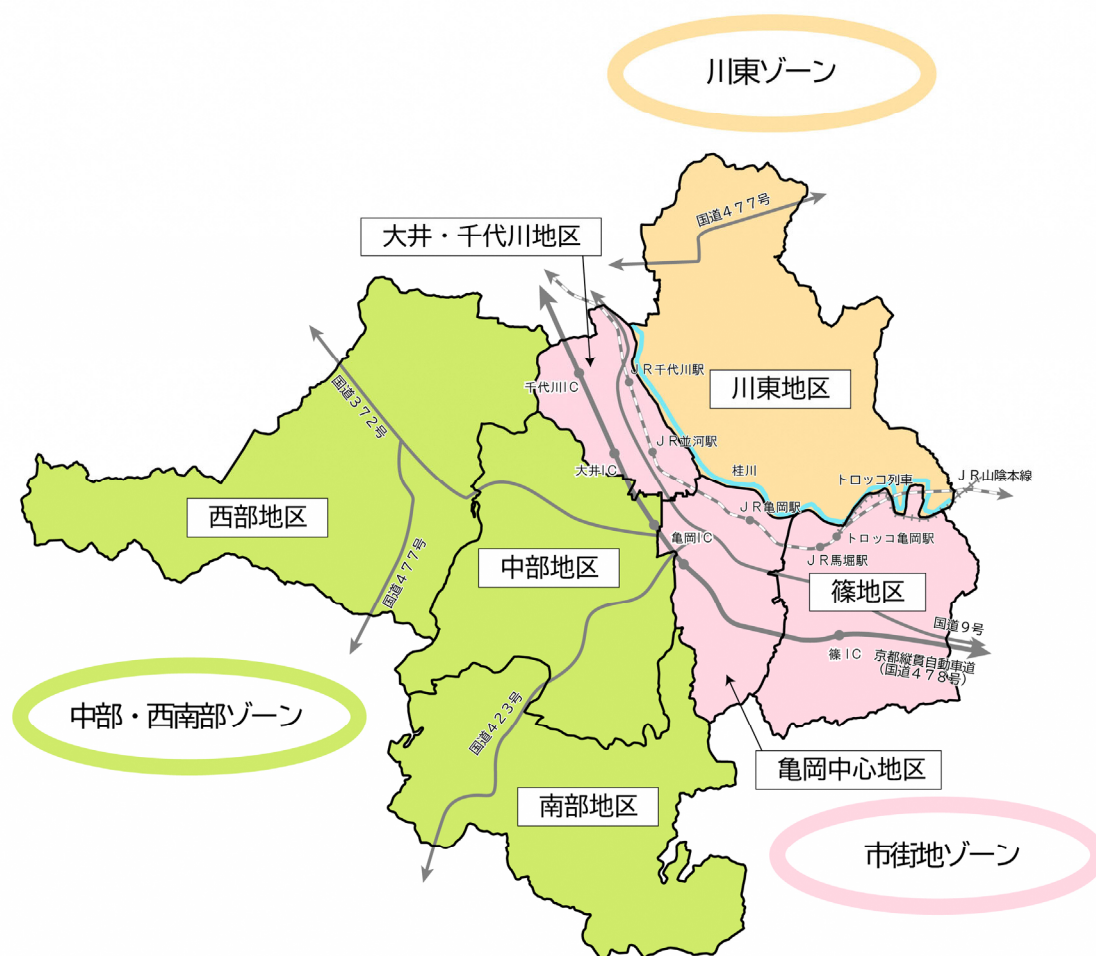 川東ゾーン
国道477号
大井・千代川地区
千代川IC
JR千代川駅
川東地区
国道372号
JR並河駅
大井IC
桂川
トロッコ列車
JR山陰本線
西部地区
JR亀岡駅
亀岡IC
トロッコ亀岡駅
JR馬堀駅
中部地区
篠地区
国道477号
国道9号
篠IC
京都縦貫自動車道
(国道478号)
中部・西南部ゾーン
国道423号
亀岡中心地区
南部地区
市街地ゾーン